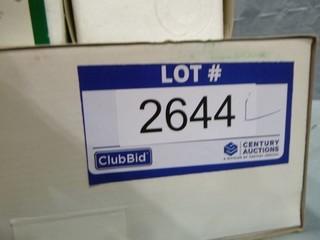 LOT #
2644
ClubBid
CENTURY
AUCTIONS